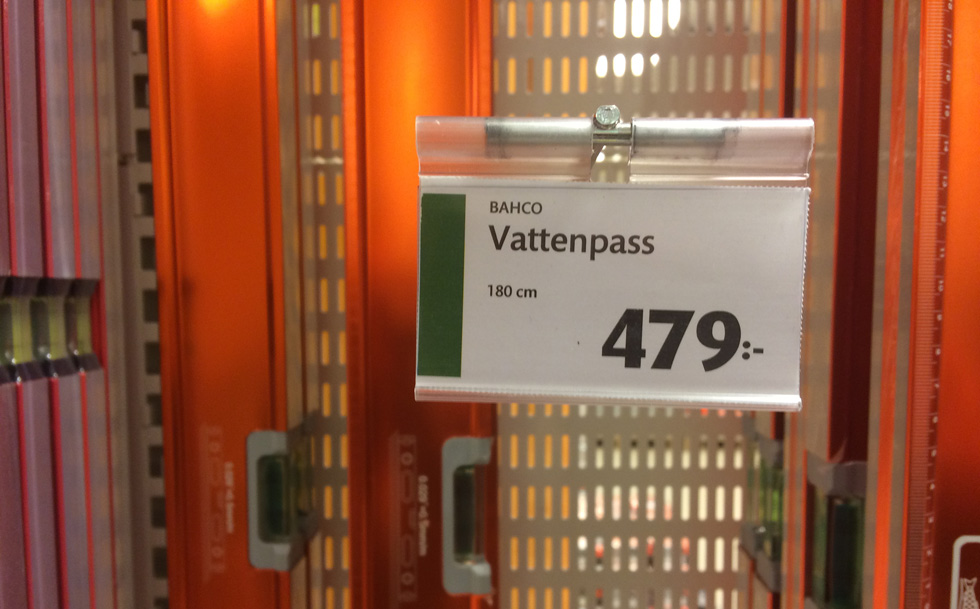 BAHCO
Vattenpass
180 cm
479:-